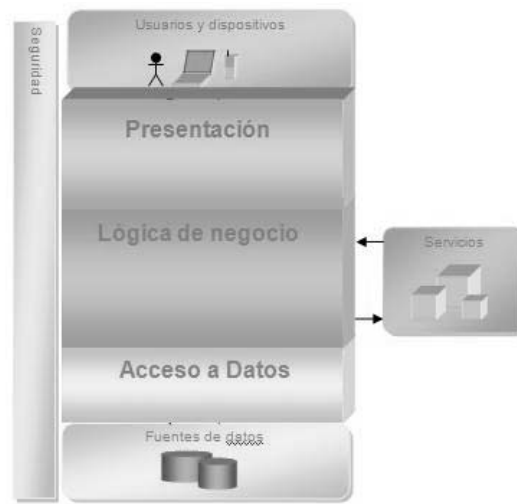 Usuarios y dispositivos
Seguridad
Presentación
Lógica de negocio
Servicios
Acceso a Datos
Fuentes de datos